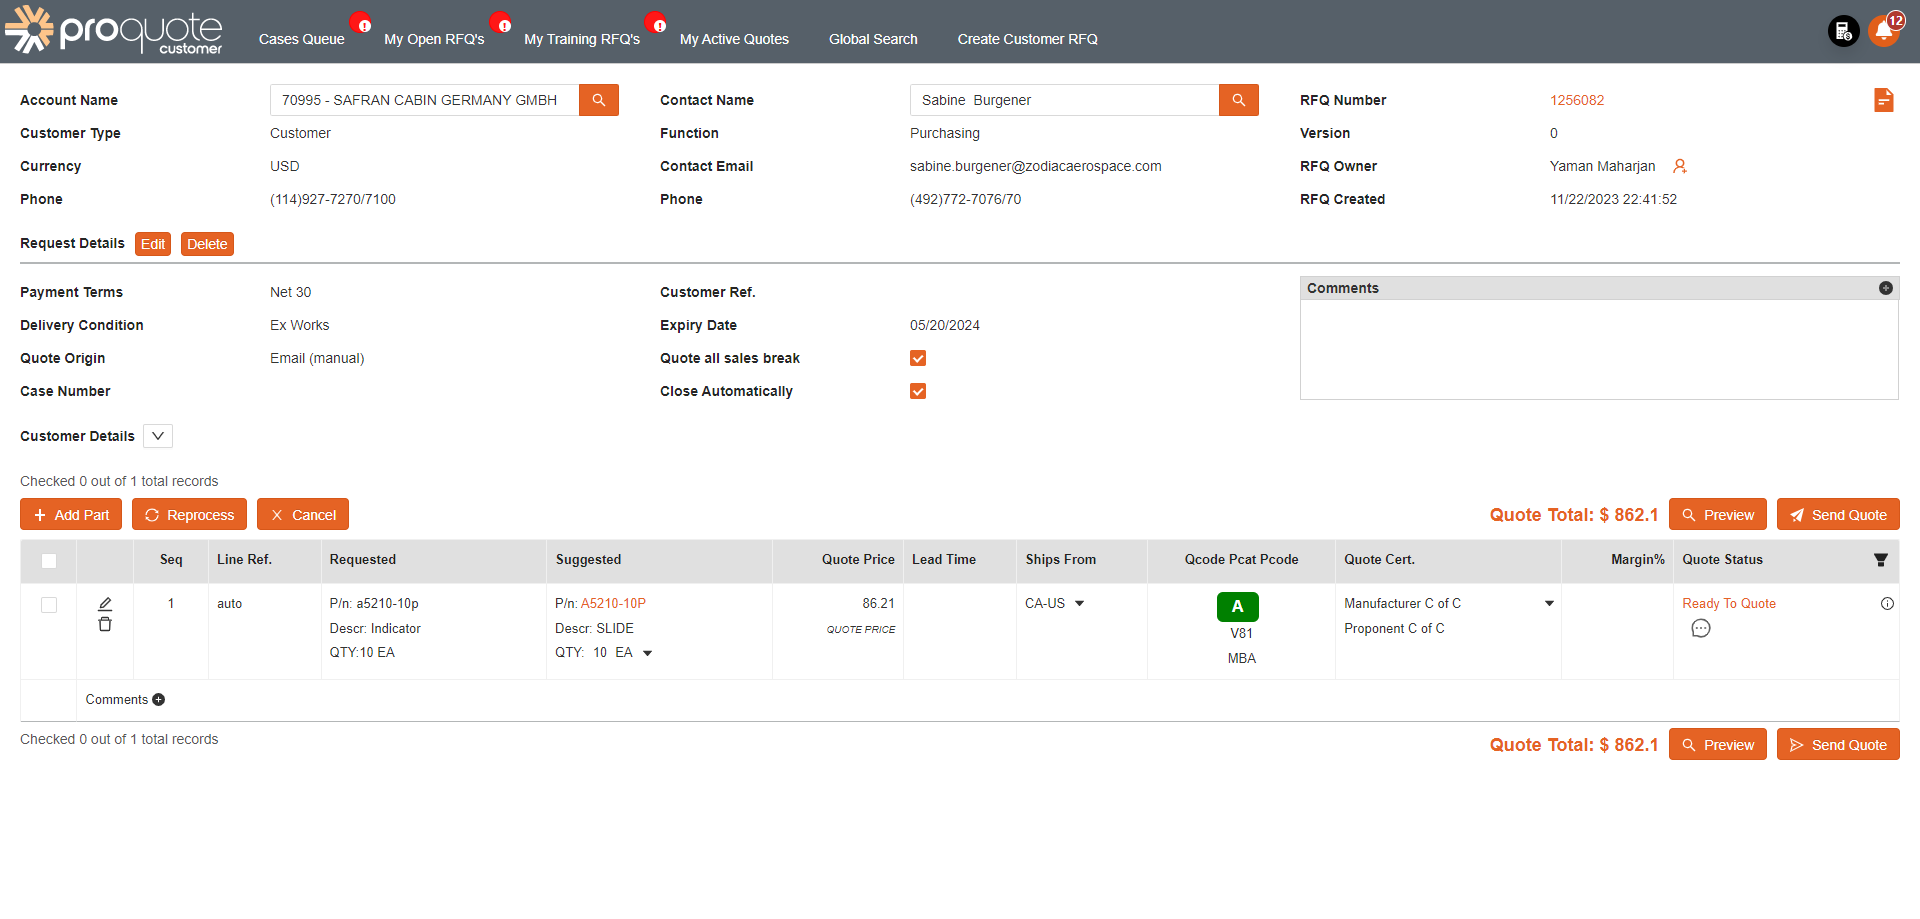 proquote
customer
Cases Queue
My Open RFQ's
My Training RFQ's
My Active Quotes
Global Search
Create Customer RFQ
12
Account Name
70995 - SAFRAN CABIN GERMANY GMBH
Contact Name
Sabine Burgener
RFQ Number
1256082
Customer Type
Customer
Function
Purchasing
Version
0
Currency
USD
Contact Email
sabine.burgener@zodiacaerospace.com
RFQ Owner
Yaman Maharjan
Phone
(114)927-7270/7100
Phone
(492)772-7076/70
RFQ Created
11/22/2023 22:41:52
Request Details
Edit
Delete
Payment Terms
Net 30
Customer Ref.
Comments
Delivery Condition
Ex Works
Expiry Date
05/20/2024
Quote Origin
Email (manual)
Quote all sales break
Case Number
Close Automatically
Customer Details
Checked 0 out of 1 total records
Add Part
Reprocess
Cancel
Quote Total: $ 862.1
Preview
Send Quote
Seq
Line Ref.
Requested
Suggested
Quote Price
Lead Time
Ships From
Qcode Pcat Pcode
Quote Cert.
Margin%
Quote Status
1
auto
P/n: a5210-10p
Descr: Indicator
QTY:10 EA
P/n: A5210-10P
Descr: SLIDE
QTY: 10 EA
86.21
QUOTE PRICE
CA-US
A
V81
MBA
Manufacturer C of C
Proponent C of C
Ready To Quote
Comments
Checked 0 out of 1 total records
Quote Total: $ 862.1
Preview
Send Quote